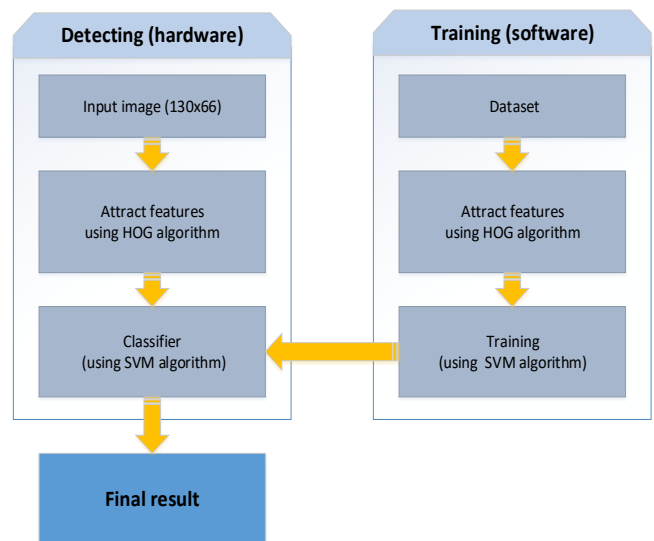 Detecting (hardware)
Input image (130x66)
Attract features
using HOG algorithm
Classifier
(using SVM algorithm)
Final result
Training (software)
Dataset
Attract features
using HOG algorithm
Training
(using SVM algorithm)